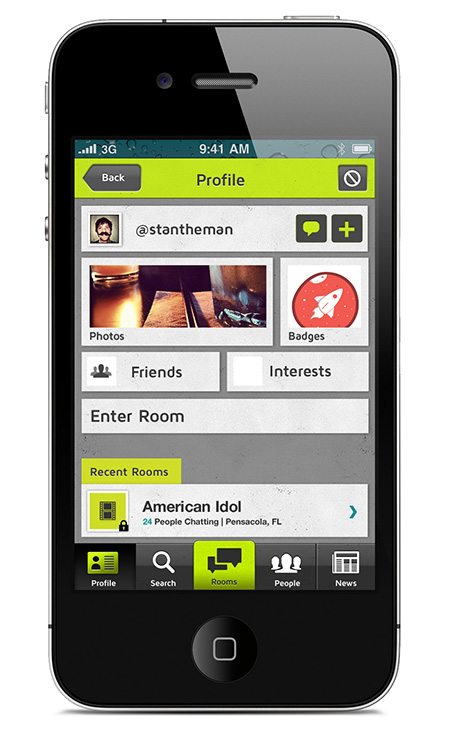 3G 9:41 AM
Back Profile
@stantheman
Photos Badges
Friends Interests
Enter Room
Recent Rooms
American Idol
24 People Chatting | Pensacola, FL
Profile Search Rooms People News